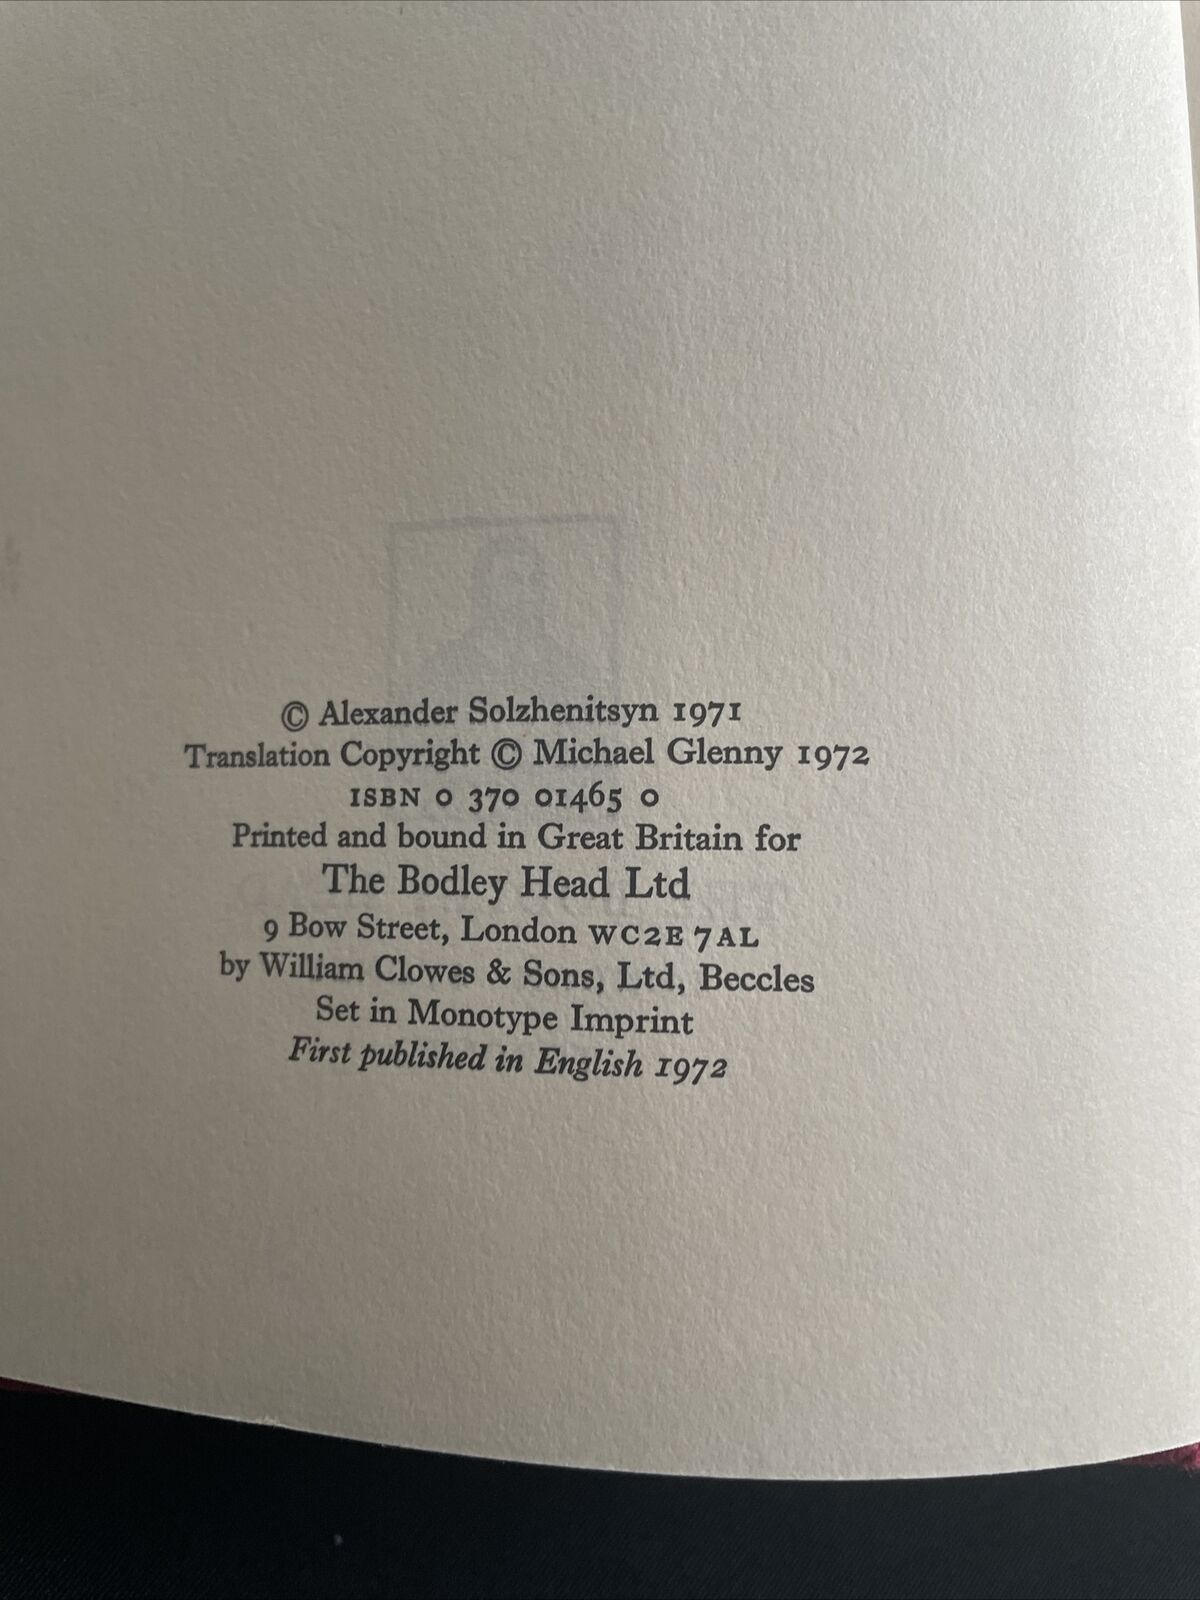 © Alexander Solzhenitsyn 1971
Translation Copyright © Michael Glenny 1972
ISBN 0 370 01465 0
Printed and bound in Great Britain for
The Bodley Head Ltd
9 Bow Street, London WC2E 7AL
by William Clowes & Sons, Ltd, Beccles
Set in Monotype Imprint
First published in English 1972